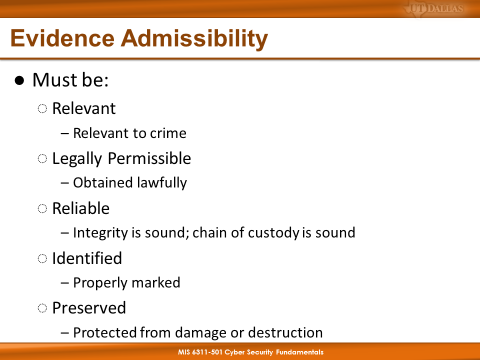 UT DALLAS
Evidence Admissibility
● Must be:
◌ Relevant
– Relevant to crime
◌ Legally Permissible
– Obtained lawfully
◌ Reliable
– Integrity is sound; chain of custody is sound
◌ Identified
– Properly marked
◌ Preserved
– Protected from damage or destruction
MIS 6311-501 Cyber Security Fundamentals